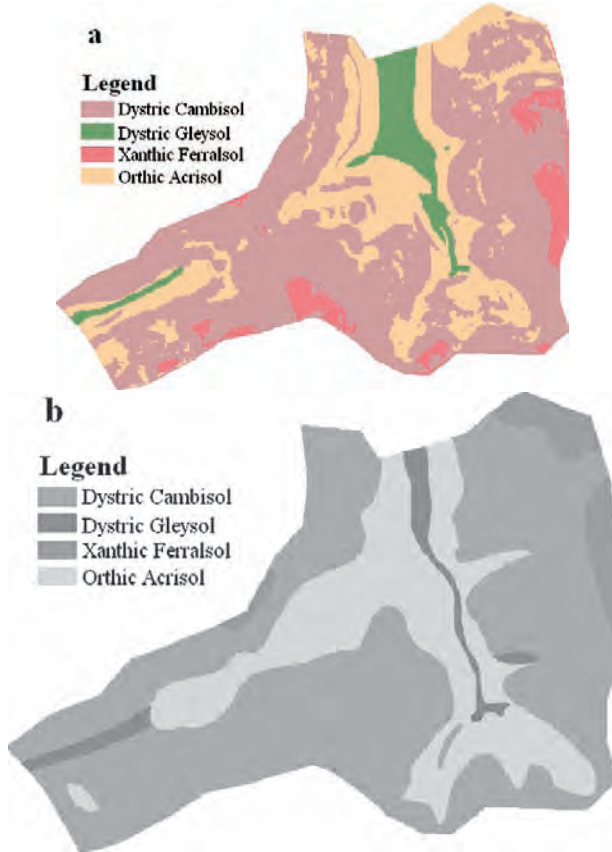 a
Legend
Dystric Cambisol
Dystric Gleysol
Xanthic Ferralsol
Orthic Acrisol
b
Legend
Dystric Cambisol
Dystric Gleysol
Xanthic Ferralsol
Orthic Acrisol